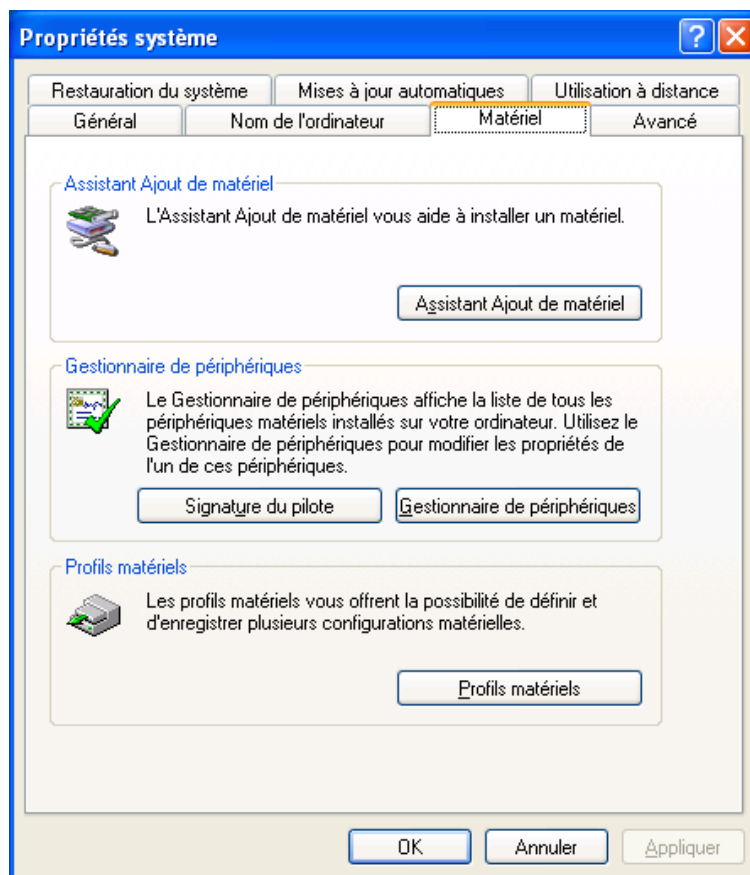 Propriétés système
Restauration du système
Mises à jour automatiques
Utilisation à distance
Général
Nom de l'ordinateur
Matériel
Avancé
Assistant Ajout de matériel
L'Assistant Ajout de matériel vous aide à installer un matériel.
Assistant Ajout de matériel
Gestionnaire de périphériques
Le Gestionnaire de périphériques affiche la liste de tous les
périphériques matériels installés sur votre ordinateur. Utilisez le
Gestionnaire de périphériques pour modifier les propriétés de
l'un de ces périphériques.
Signature du pilote
Gestionnaire de périphériques
Profils matériels
Les profils matériels vous offrent la possibilité de définir et
d'enregistrer plusieurs configurations matérielles.
Profils matériels
OK
Annuler
Appliquer